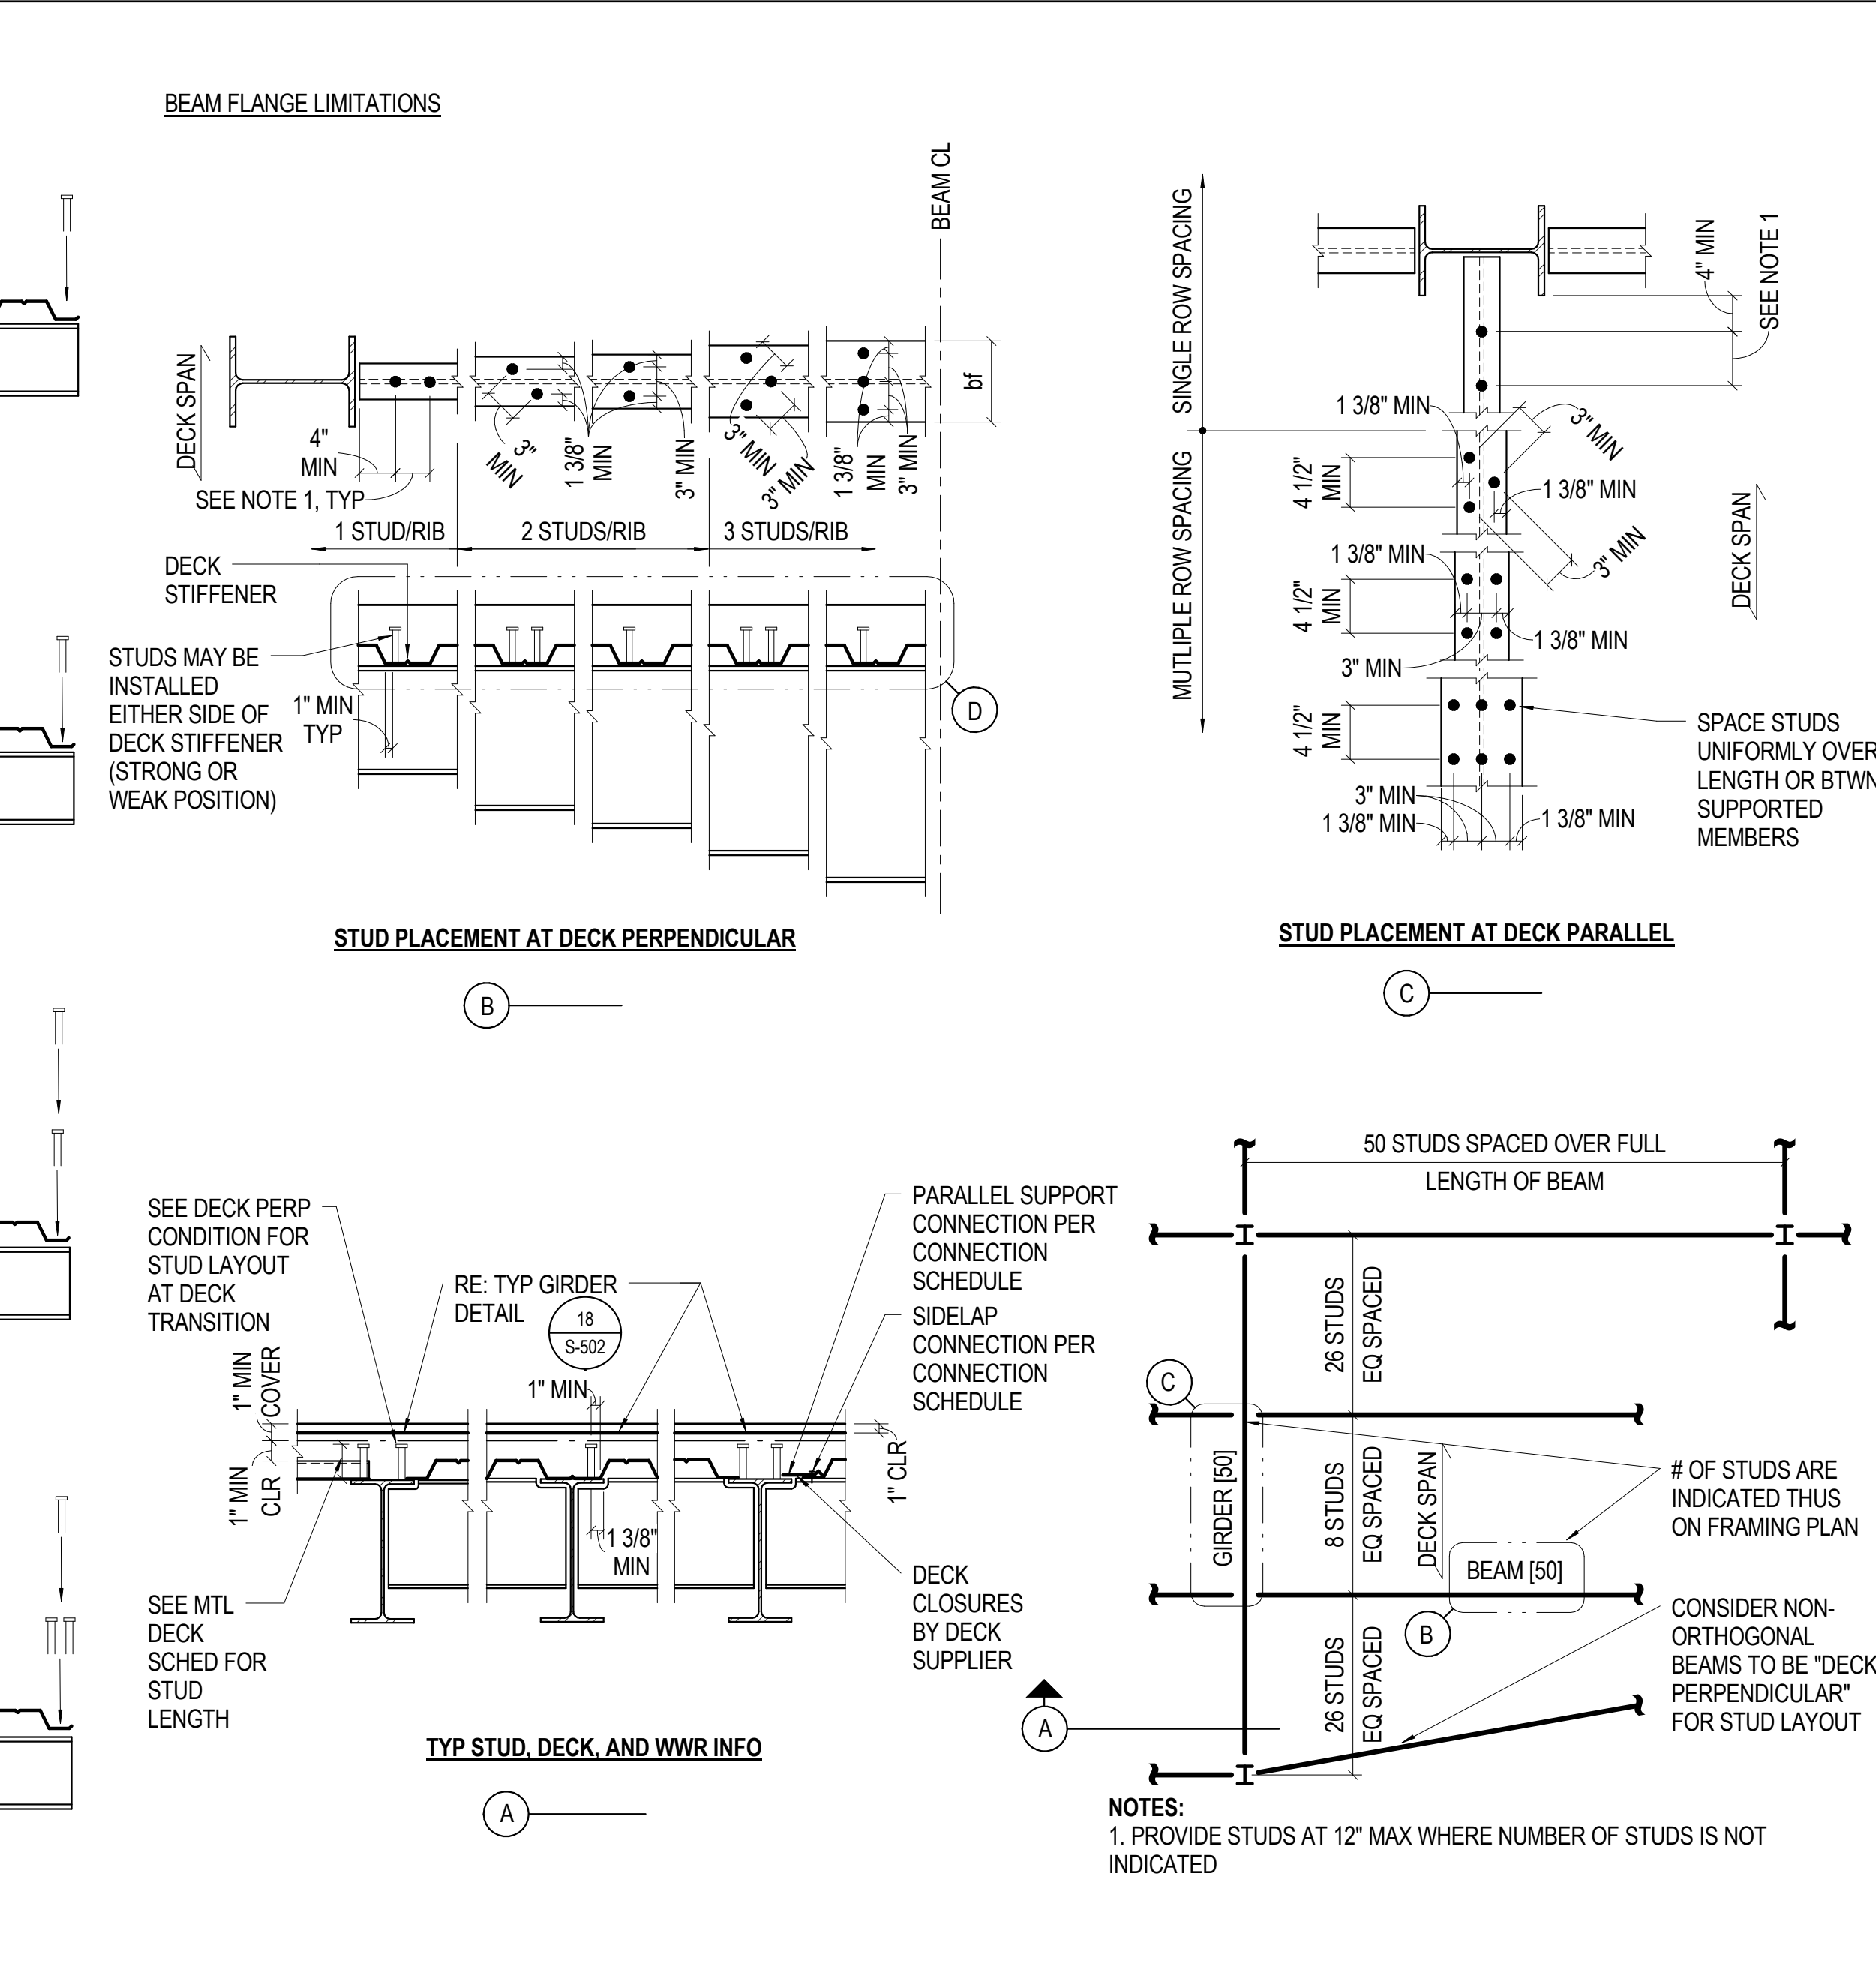 BEAM FLANGE LIMITATIONS
BEAM CL
DECK SPAN
4"
MIN
SEE NOTE 1, TYP
3"
MIN
1 3/8"
MIN
3" MIN
3" MIN
3" MIN
1 3/8"
MIN
3" MIN
bf
1 STUD/RIB
2 STUDS/RIB
3 STUDS/RIB
DECK
STIFFENER
STUDS MAY BE
INSTALLED
EITHER SIDE OF
DECK STIFFENER
(STRONG OR
WEAK POSITION)
1" MIN
TYP
D
STUD PLACEMENT AT DECK PERPENDICULAR
B
SINGLE ROW SPACING
MUTLIPLE ROW SPACING
4" MIN
SEE NOTE 1
1 3/8" MIN
3" MIN
4 1/2"
MIN
1 3/8" MIN
3" MIN
DECK SPAN
1 3/8" MIN
4 1/2"
MIN
1 3/8" MIN
3" MIN
4 1/2"
MIN
3" MIN
1 3/8" MIN
1 3/8" MIN
SPACE STUDS
UNIFORMLY OVER
LENGTH OR BTWN
SUPPORTED
MEMBERS
STUD PLACEMENT AT DECK PARALLEL
C
SEE DECK PERP
CONDITION FOR
STUD LAYOUT
AT DECK
TRANSITION
RE: TYP GIRDER
DETAIL
18
S-502
1" MIN
PARALLEL SUPPORT
CONNECTION PER
CONNECTION
SCHEDULE
SIDELAP
CONNECTION PER
CONNECTION
SCHEDULE
1" MIN
COVER
1" MIN
CLR
1" CLR
1 3/8"
MIN
SEE MTL
DECK
SCHED FOR
STUD
LENGTH
DECK
CLOSURES
BY DECK
SUPPLIER
TYP STUD, DECK, AND WWR INFO
A
50 STUDS SPACED OVER FULL
LENGTH OF BEAM
26 STUDS
EQ SPACED
C
GIRDER [50]
8 STUDS
EQ SPACED
DECK SPAN
# OF STUDS ARE
INDICATED THUS
ON FRAMING PLAN
BEAM [50]
B
26 STUDS
EQ SPACED
CONSIDER NON-
ORTHOGONAL
BEAMS TO BE "DECK
PERPENDICULAR"
FOR STUD LAYOUT
A
NOTES:
1. PROVIDE STUDS AT 12" MAX WHERE NUMBER OF STUDS IS NOT
INDICATED